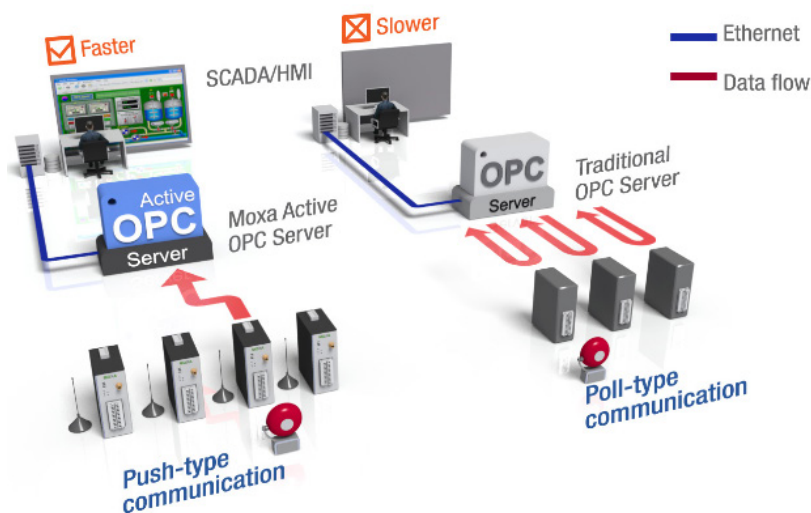 Faster
SCADA/HMI
Slower
Ethernet
Data flow
Active
OPC
Server
Moxa Active
OPC Server
OPC
Server
Traditional
OPC Server
Push-type
communication
Poll-type
communication